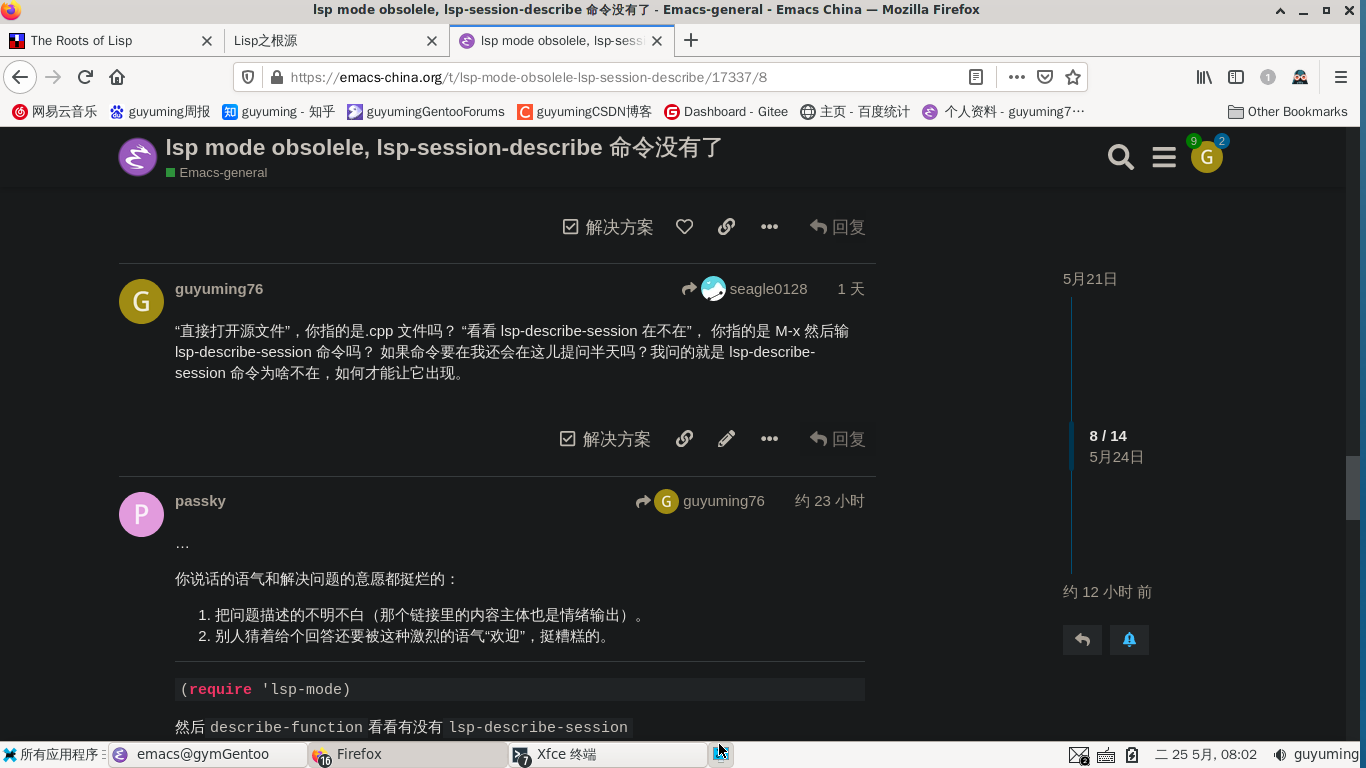 lsp mode obsolele, lsp-session-describe 命令没有了 - Emacs-general - Emacs China — Mozilla Firefox
The Roots of Lisp
Lisp之根源
lsp mode obsolele, lsp-sess
https://emacs-china.org/t/lsp-mode-obsolele-lsp-session-describe/17337/8
1
网易云音乐 guyuming周报 guyuming - 知乎 guyumingGentooForums guyumingCSDN博客 Dashboard - Gitee 主页 - 百度统计 个人资料 - guyuming7⋯ Other Bookmarks
lsp mode obsolele, lsp-session-describe 命令没有了
Emacs-general
9 G 2
解决方案 回复
G guyuming76 seagle0128 1 天
“直接打开源文件”，你指的是.cpp 文件吗？ “看看 lsp-describe-session 在不在”， 你指的是 M-x 然后输
lsp-describe-session 命令吗？ 如果命令要在我还会在这儿提问半天吗？我问的就是 lsp-describe-
session 命令为啥不在，如何才能让它出现。
解决方案 回复
5月21日
8 / 14
5月24日
约 12 小时 前
P passky G guyuming76 约 23 小时
…
你说话的语气和解决问题的意愿都挺烂的：
1. 把问题描述的不明不白（那个链接里的内容主体也是情绪输出）。
2. 别人猜着给个回答还要被这种激烈的语气“欢迎”，挺糟糕的。
(require 'lsp-mode)
然后 describe-function 看看有没有 lsp-describe-session
所有应用程序 emacs@gymGentoo 16 Firefox 7 Xfce 终端 2 二 25 5月, 08:02 guyuming